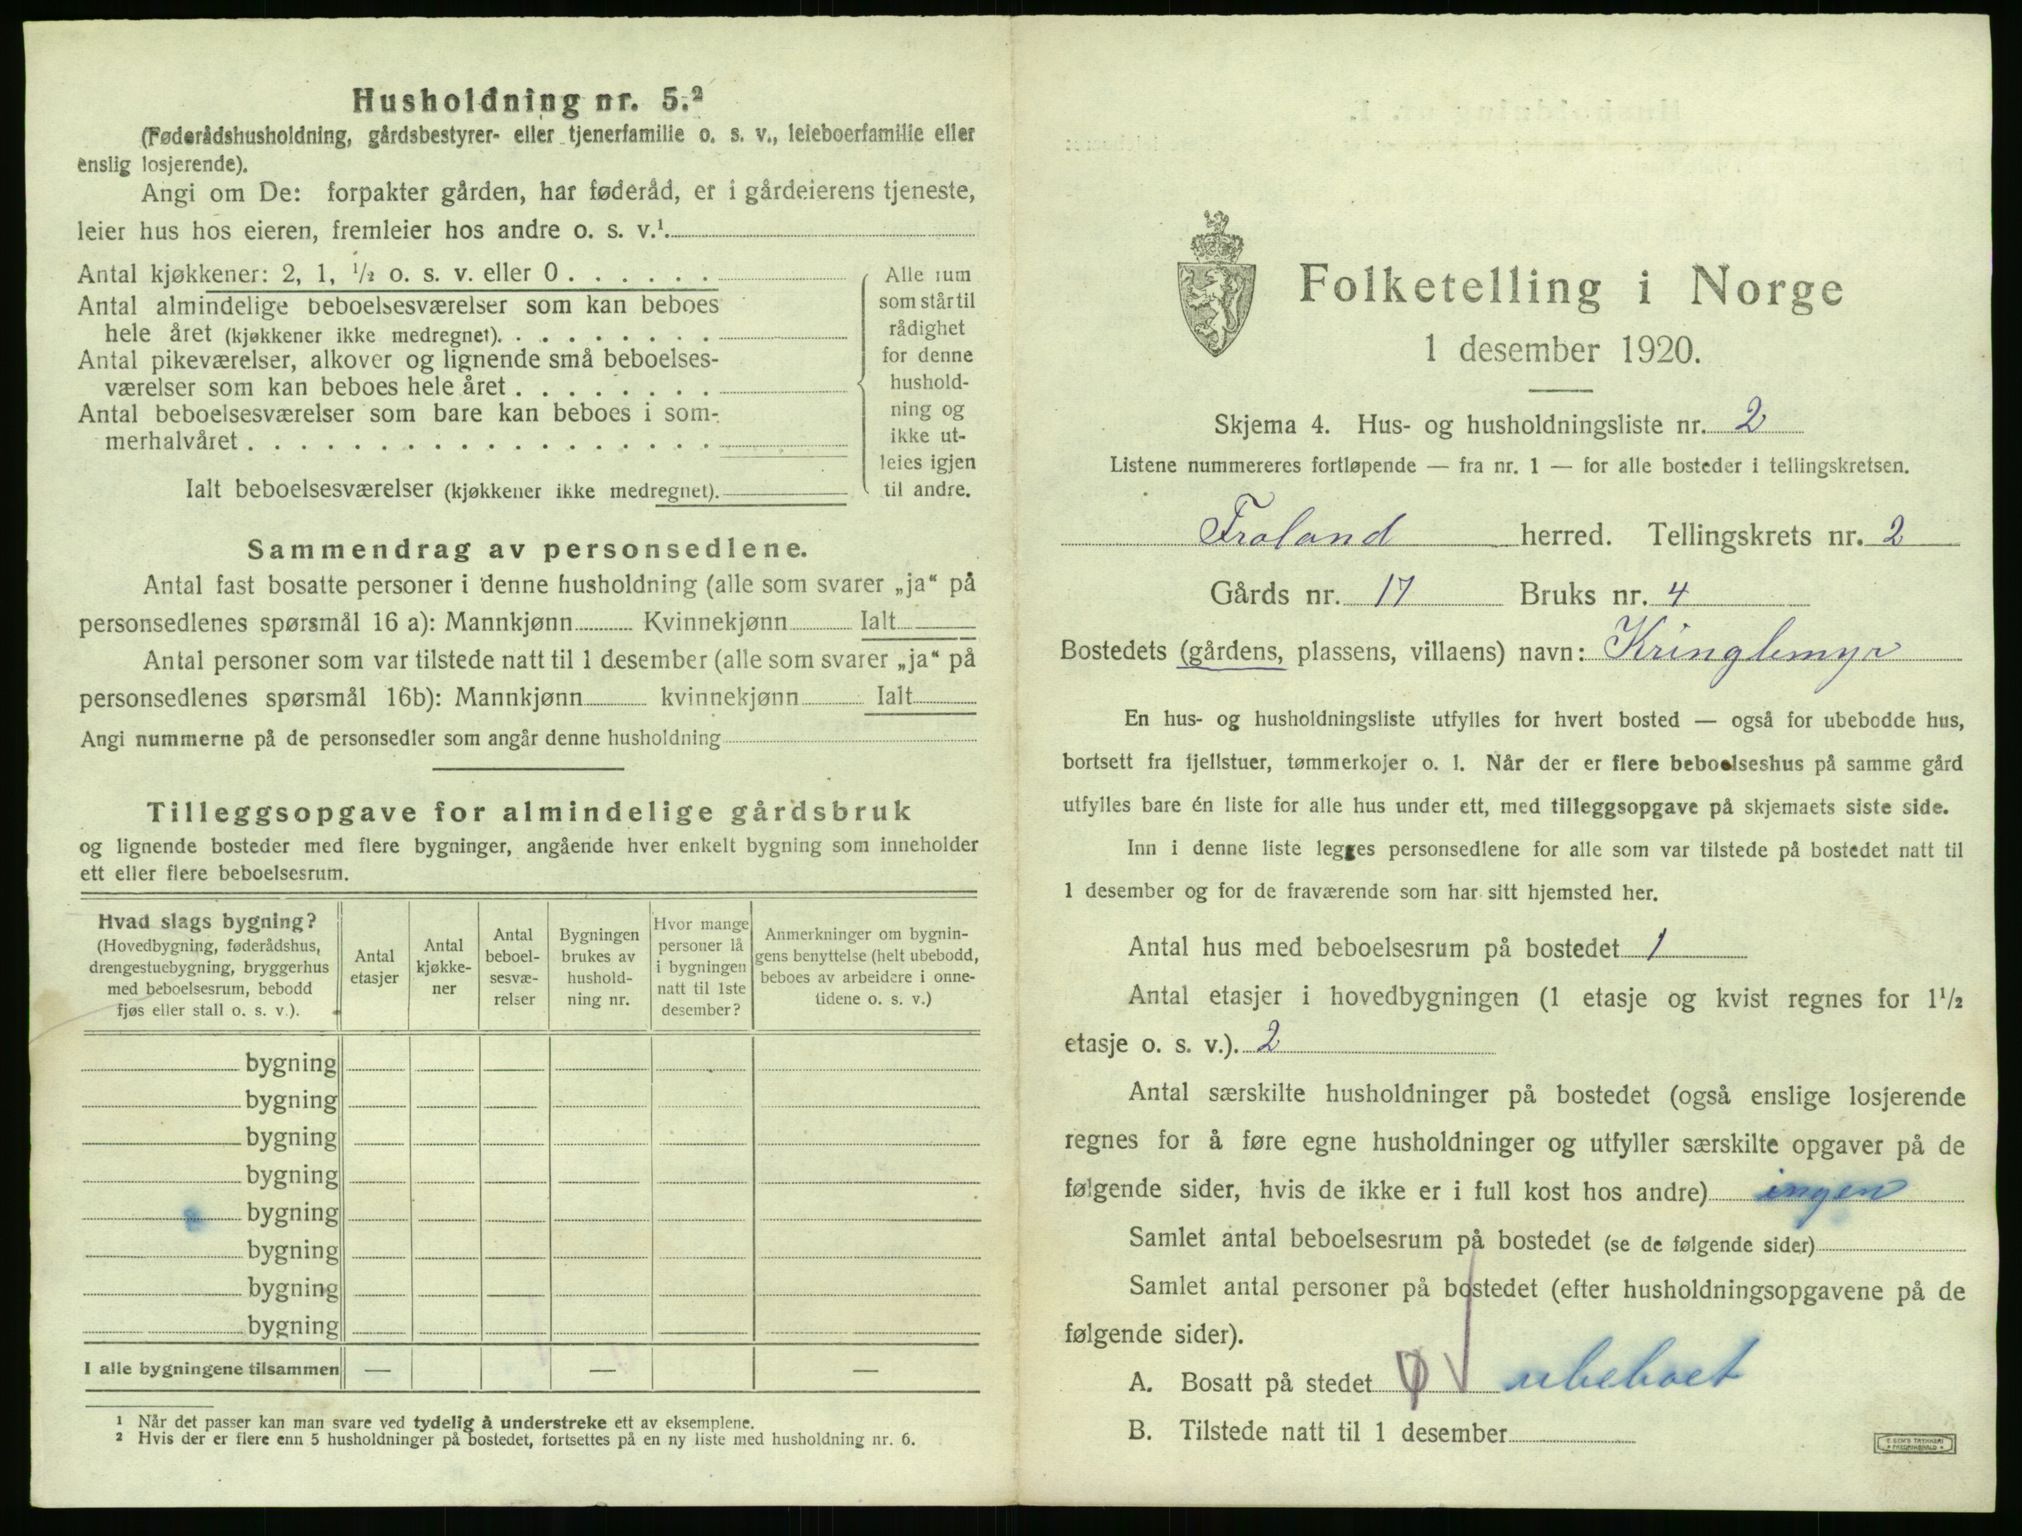 Husholdning nr. 5.²
(Føderådshusholdning, gårdsbestyrer- eller tjenerfamilie o. s. v., leieboerfamilie eller
enslig losjerende).
Angi om De: forpakter gården, har føderåd, er i gårdeierens tjeneste,
leier hus hos eieren, fremleier hos andre o. s. v.¹
Antal kjøkkener: 2, 1, ½ o. s. v. eller 0 . . . . . .
Antal almindelige beboelsesværelser som kan beboes
hele året (kjøkkener ikke medregnet). . . . . . . . .
Antal pikeværelser, alkover og lignende små beboelses-
værelser som kan beboes hele året . . . . . . . .
Antal beboelsesværelser som bare kan beboes i som-
merhalvåret . . . . . . . . . . . . . . . . . .
Ialt beboelsesværelser (kjøkkener ikke medregnet).
Alle rum
som står til
rådighet
for denne
hushold-
ning og
ikke ut-
leies igjen
til andre.
Sammendrag av personsedlene.
Antal fast bosatte personer i denne husholdning (alle som svarer „ja“ på
personsedlenes spørsmål 16 a): Mannkjønn Kvinnekjønn Ialt
Antal personer som var tilstede natt til 1 desember (alle som svarer „ja“ på
personsedlenes spørsmål 16b): Mannkjønn kvinnekjønn Ialt
Angi nummerne på de personsedler som angår denne husholdning
Tilleggsopgave for almindelige gårdsbruk
og lignende bosteder med flere bygninger, angående hver enkelt bygning som inneholder
ett eller flere beboelsesrum.
Hvad slags bygning?
(Hovedbygning, føderådshus,
drengestuebygning, bryggerhus
med beboelsesrum, bebodd
fjøs eller stall o. s. v.).
Antal
etasjer
Antal
kjøkke-
ner
Antal
beboel-
sesvæ-
relser
Bygningen
brukes av
hushold-
ning nr.
Hvor mange
personer lå
i bygningen
natt til 1ste
desember?
Anmerkninger om bygnin-
gens benyttelse (helt ubebodd,
beboes av arbeidere i onne-
tidene o. s. v.)
bygning
bygning
bygning
bygning
bygning
bygning
bygning
bygning
I alle bygningene tilsammen — — —
¹ Når det passer kan man svare ved tydelig å understreke ett av eksemplene.
² Hvis der er flere enn 5 husholdninger på bostedet, fortsettes på en ny liste med husholdning nr. 6.
Folketelling i Norge
1 desember 1920.
Skjema 4. Hus- og husholdningsliste nr. 2
Listene nummereres fortløpende — fra nr. 1 — for alle bosteder i tellingskretsen.
Froland herred. Tellingskrets nr. 2
Gårds nr. 17 Bruks nr. 4
Bostedets (gårdens, plassens, villaens) navn: Kringlemyr
En hus- og husholdningsliste utfylles for hvert bosted — også for ubebodde hus,
bortsett fra fjellstuer, tømmerkojer o. l. Når der er flere beboelseshus på samme gård
utfylles bare én liste for alle hus under ett, med tilleggsopgave på skjemaets siste side.
Inn i denne liste legges personsedlene for alle som var tilstede på bostedet natt til
1 desember og for de fraværende som har sitt hjemsted her.
Antal hus med beboelsesrum på bostedet 1
Antal etasjer i hovedbygningen (1 etasje og kvist regnes for 1½
etasje o. s. v.). 2
Antal særskilte husholdninger på bostedet (også enslige losjerende
regnes for å føre egne husholdninger og utfyller særskilte opgaver på de
følgende sider, hvis de ikke er i full kost hos andre) ingen
Samlet antal beboelsesrum på bostedet (se de følgende sider)
Samlet antal personer på bostedet (efter husholdningsopgavene på de
følgende sider).
A. Bosatt på stedet 0 ubeboet
B. Tilstede natt til 1 desember